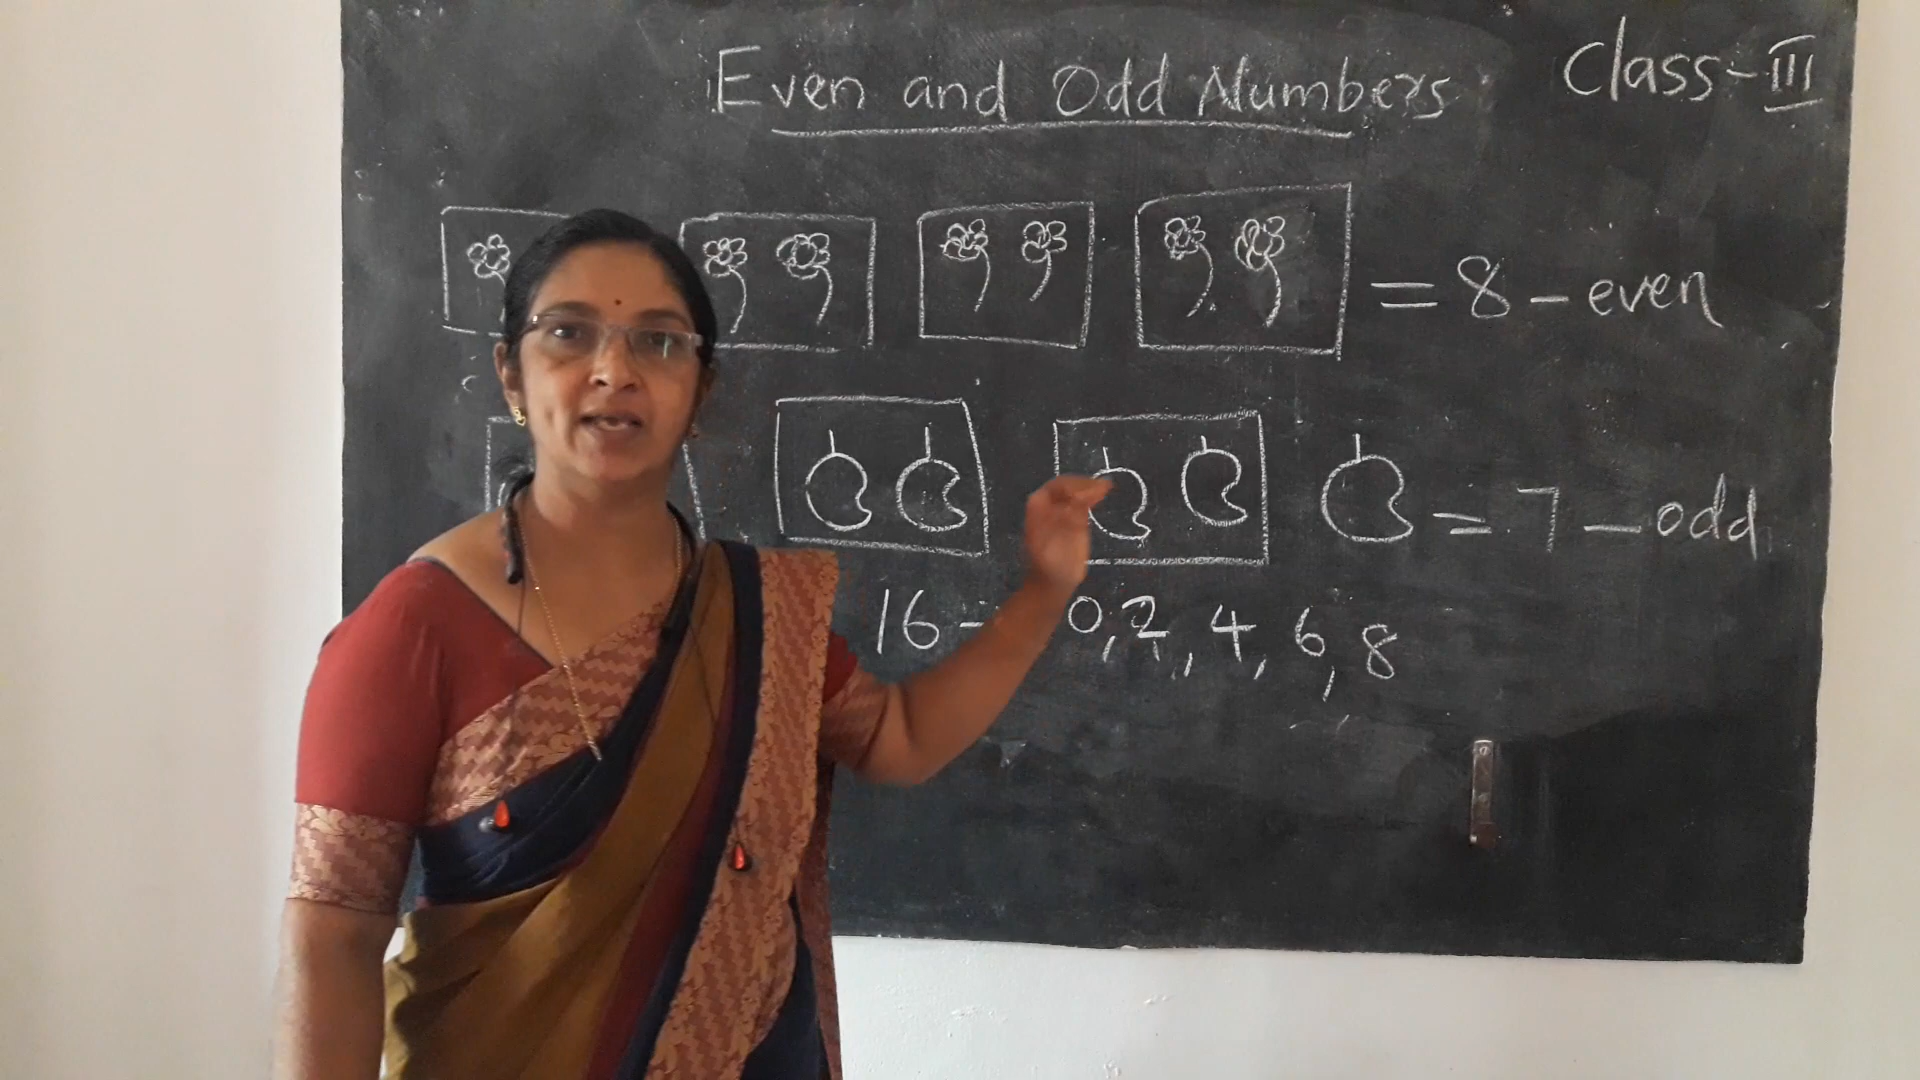 Even and Odd Numbers
Class-III
= 8 - even
= 7 - odd
16 - 0, 2, 4, 6, 8